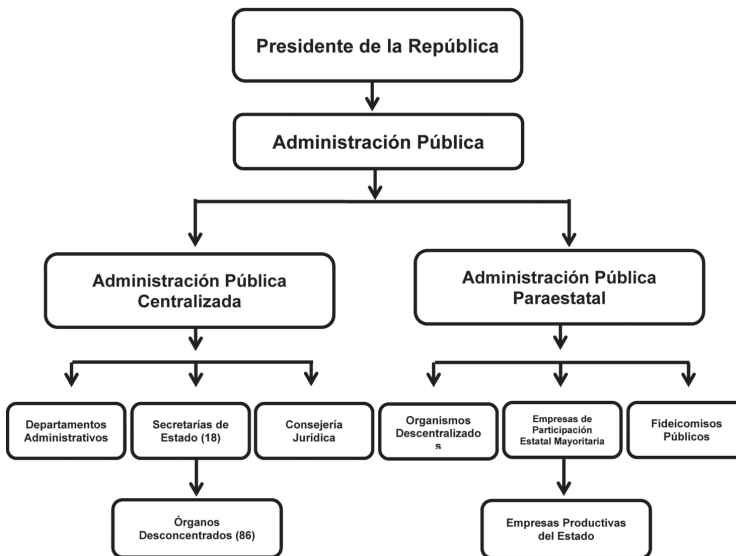 Presidente de la República
Administración Pública
Administración Pública
Centralizada
Administración Pública
Paraestatal
Departamentos
Administrativos
Secretarias de
Estado (18)
Consejería
Jurídica
Organismos
Descentralizado
s
Empresas de
Participación
Estatal Mayoritaria
Fideicomisos
Públicos
Órganos
Desconcentrados (86)
Empresas Productivas
del Estado